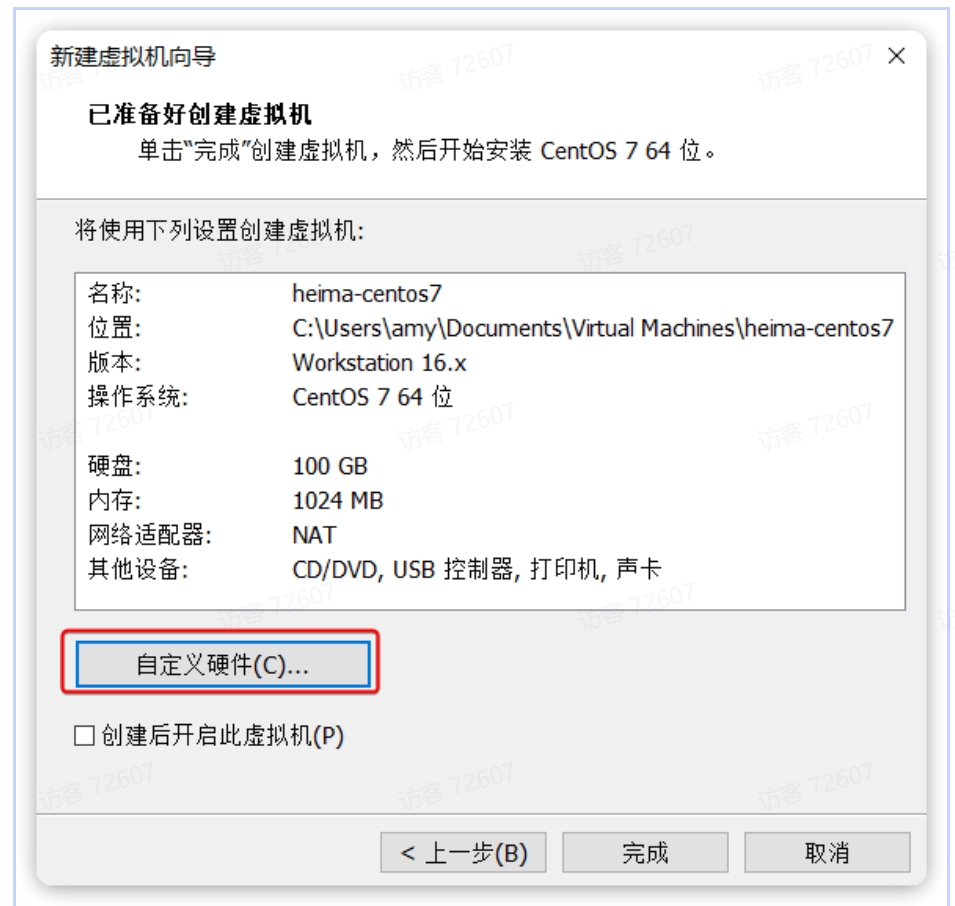 新建虚拟机向导
已准备好创建虚拟机
单击“完成”创建虚拟机，然后开始安装 CentOS 7 64 位。
将使用下列设置创建虚拟机:
名称: heima-centos7
位置: C:\Users\amy\Documents\Virtual Machines\heima-centos7
版本: Workstation 16.x
操作系统: CentOS 7 64 位
硬盘: 100 GB
内存: 1024 MB
网络适配器: NAT
其他设备: CD/DVD, USB 控制器, 打印机, 声卡
自定义硬件(C)...
创建后开启此虚拟机(P)
< 上一步(B) 完成 取消
访客 72607